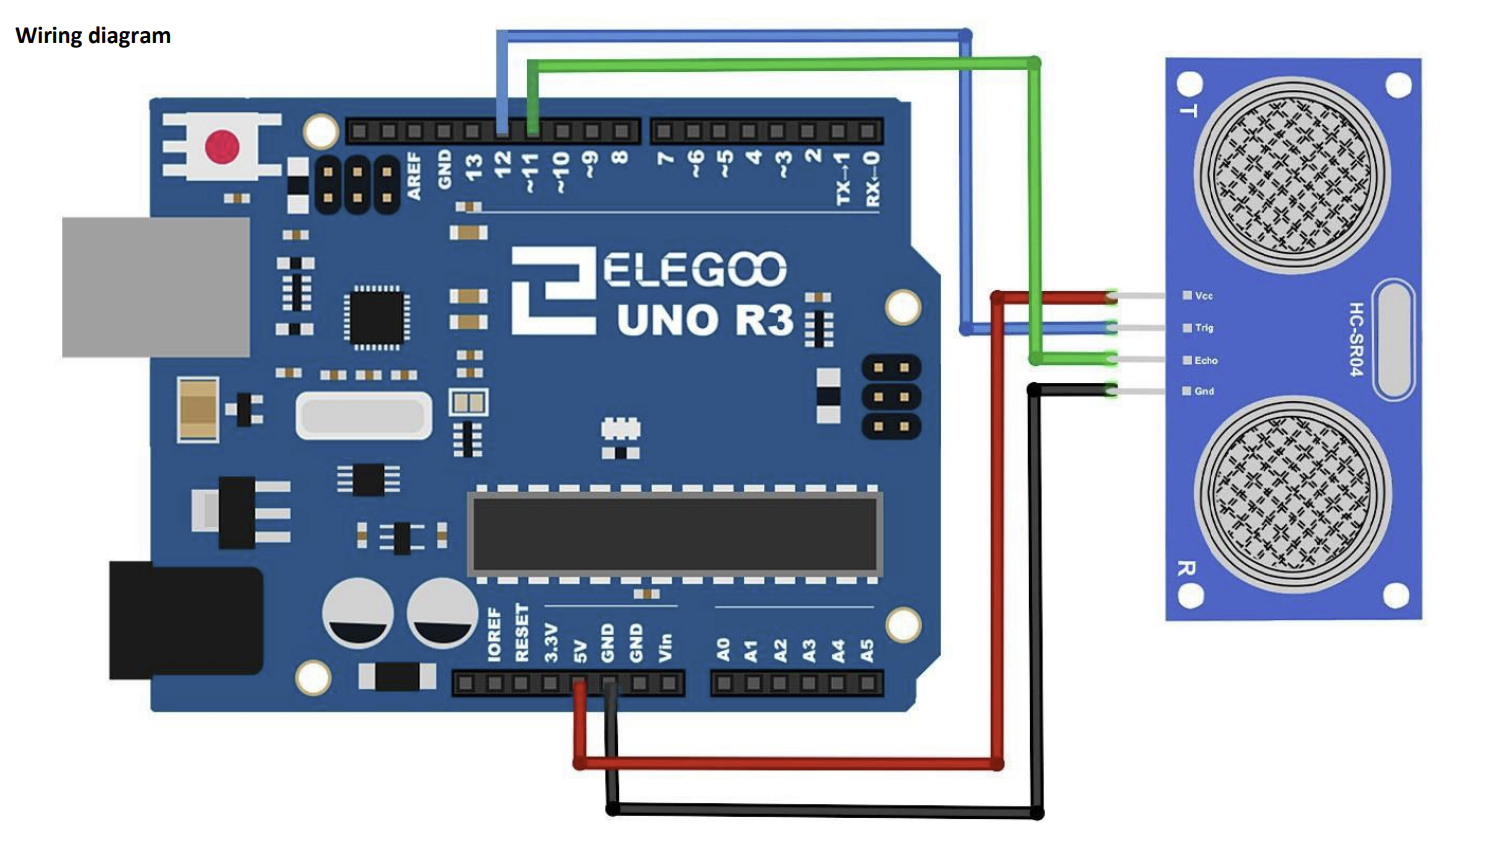 Wiring diagram
AREF
GND
13
12
~11
~10
~9
8
7
~6
~5
4
~3
2
TX→1
RX←0
ELEGOO
UNO R3
IOREF
RESET
3.3V
5V
GND
GND
Vin
A0
A1
A2
A3
A4
A5
T
Vcc
Trig
Echo
Gnd
HC-SR04
R